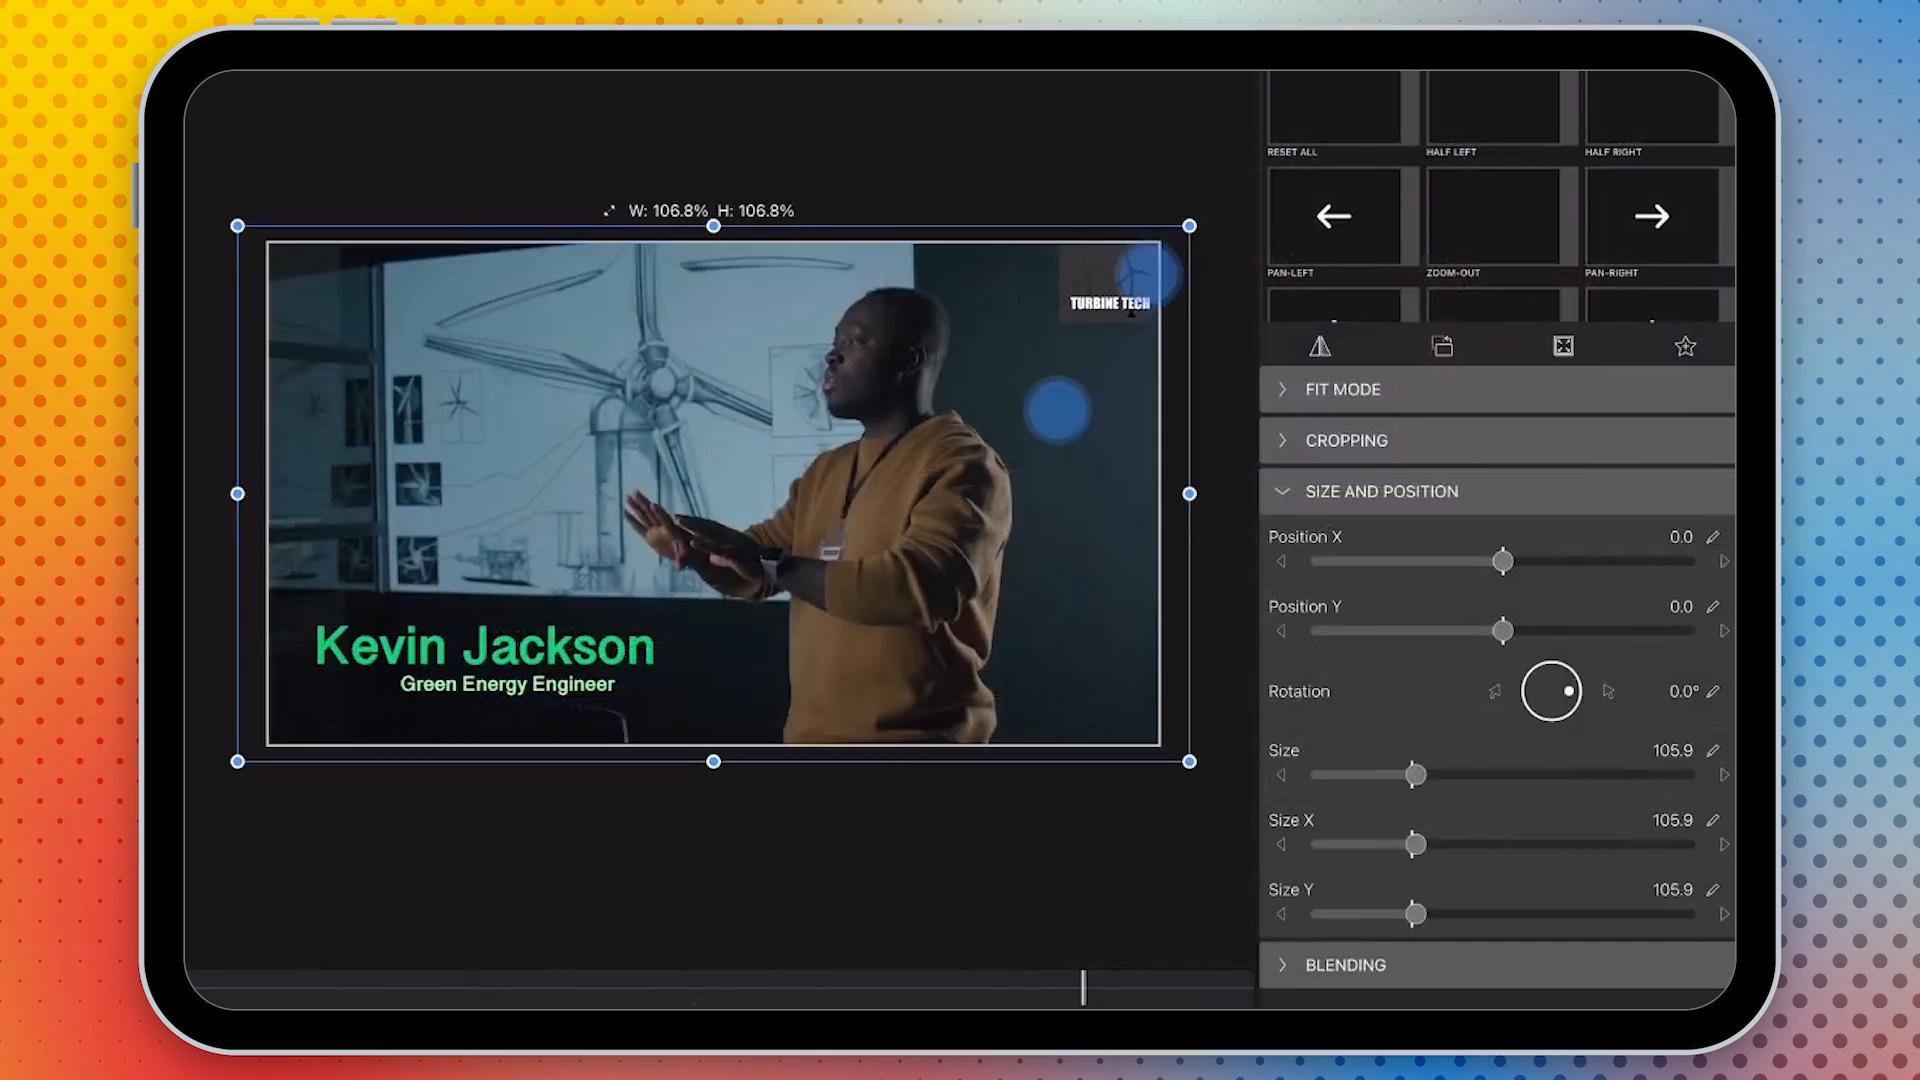 RESET ALL
HALF LEFT
HALF RIGHT
PAN-LEFT
ZOOM-OUT
PAN-RIGHT
W: 106.8% H: 106.8%
TURBINE TECH
Kevin Jackson
Green Energy Engineer
FIT MODE
CROPPING
SIZE AND POSITION
Position X 0.0
Position Y 0.0
Rotation 0.0°
Size 105.9
Size X 105.9
Size Y 105.9
BLENDING